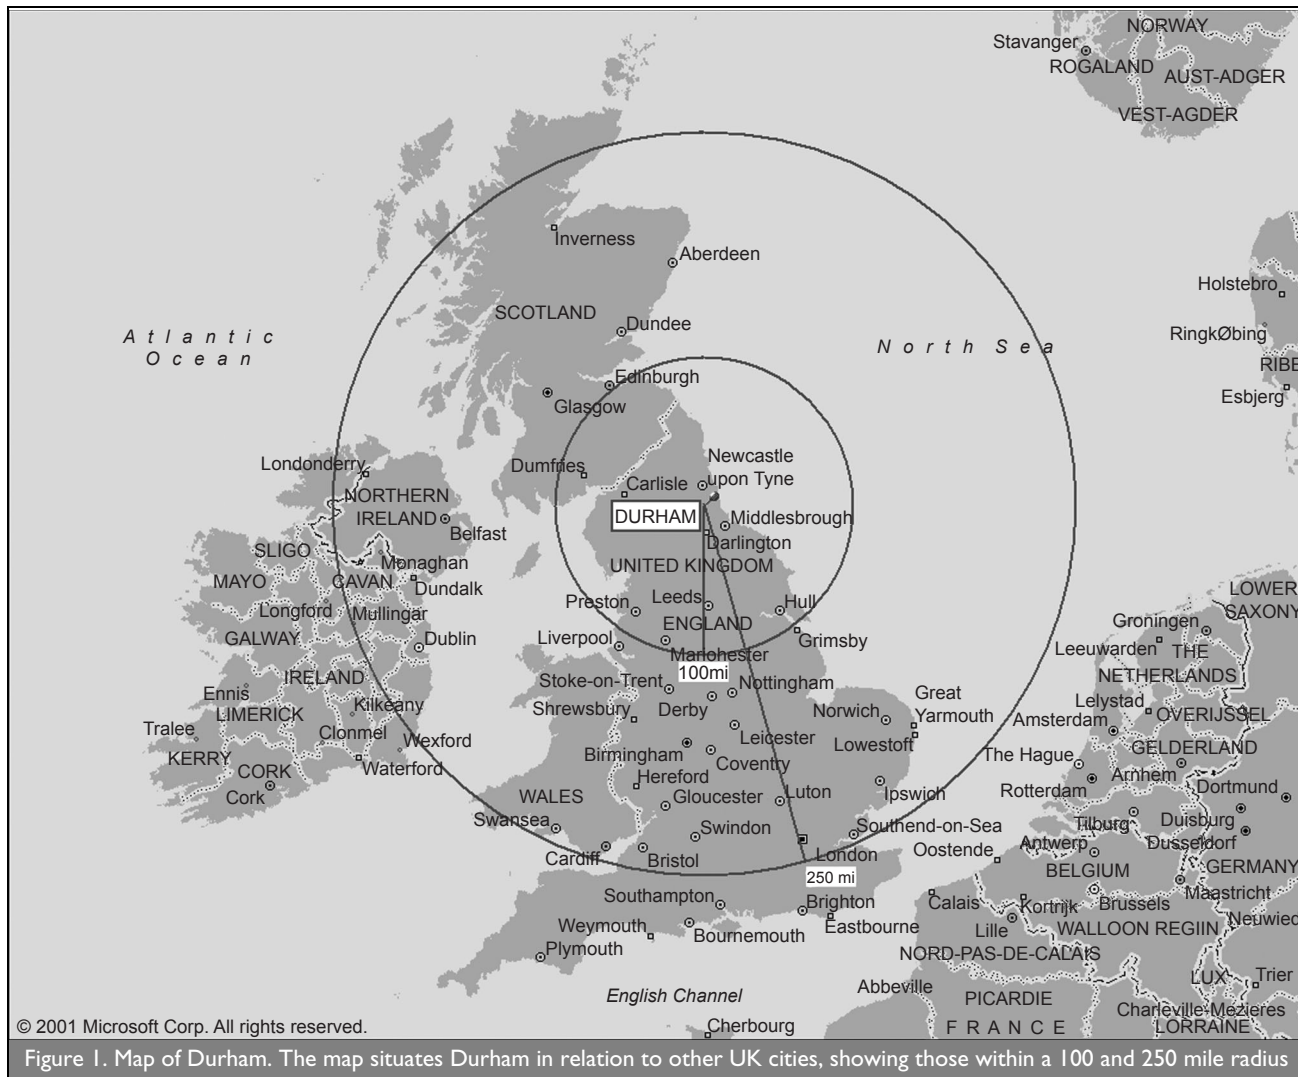 NORWAY
Stavanger
ROGALAND
AUST-ADGER
VEST-AGDER
Inverness
Aberdeen
Holstebro
SCOTLAND
Dundee
Atlantic
Ocean
North Sea
RingkØbing
RIBE
Edinburgh
Glasgow
Esbjerg
Newcastle
upon Tyne
Londonderry
Dumfries
Carlisle
NORTHERN
IRELAND
DURHAM
Middlesbrough
Belfast
Darlington
SLIGO
Monaghan
UNITED KINGDOM
MAYO
CAVAN
Dundalk
LOWER
SAXONY
Longford
Mullingar
Preston
Leeds
Hull
ENGLAND
Groningen
GALWAY
Dublin
Liverpool
Grimsby
Leeuwarden
THE
NETHERLANDS
Manchester
100mi
IRELAND
Stoke-on-Trent
Nottingham
Ennis
Great
Yarmouth
Lelystad
Kilkeany
Shrewsbury
Derby
Norwich
LIMERICK
Amsterdam
OVERIJSSEL
Tralee
Clonmel
Wexford
Leicester
Lowestoft
KERRY
Birmingham
Coventry
The Hague
GELDERLAND
Waterford
CORK
Hereford
Arnhem
Cork
WALES
Gloucester
Luton
Ipswich
Rotterdam
Dortmund
Swansea
Swindon
Southend-on-Sea
Tilburg
Duisburg
Cardiff
Bristol
London
Oostende
Antwerp
Dusseldorf
BELGIUM
GERMANY
250 mi
Southampton
Brighton
Calais
Kortrijk
Brussels
Maastricht
Weymouth
Bournemouth
Eastbourne
Lille
WALLOON REGIIN
Neuwied
Plymouth
NORD-PAS-DE-CALAIS
LUX
Trier
English Channel
Abbeville
PICARDIE
Charleville-Mezieres
© 2001 Microsoft Corp. All rights reserved.
Cherbourg
FRANCE
LORRAINE
Figure 1. Map of Durham. The map situates Durham in relation to other UK cities, showing those within a 100 and 250 mile radius